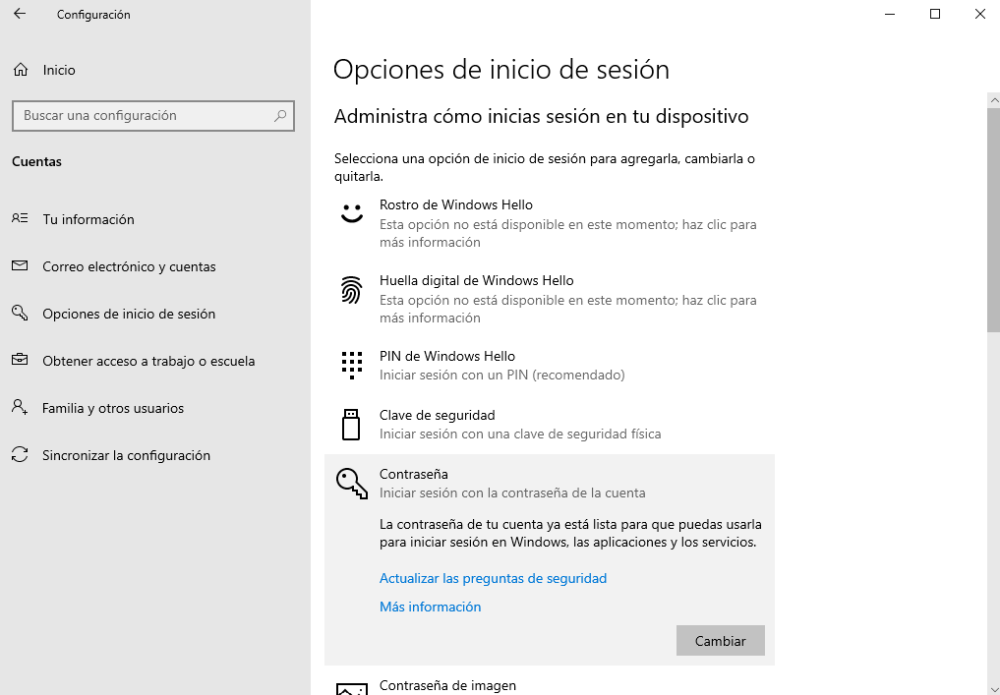 Configuración
Inicio
Buscar una configuración
Cuentas
Tu información
Correo electrónico y cuentas
Opciones de inicio de sesión
Obtener acceso a trabajo o escuela
Familia y otros usuarios
Sincronizar la configuración
Opciones de inicio de sesión
Administra cómo inicias sesión en tu dispositivo
Selecciona una opción de inicio de sesión para agregarla, cambiarla o
quitarla.
Rostro de Windows Hello
Esta opción no está disponible en este momento; haz clic para
más información
Huella digital de Windows Hello
Esta opción no está disponible en este momento; haz clic para
más información
PIN de Windows Hello
Iniciar sesión con un PIN (recomendado)
Clave de seguridad
Iniciar sesión con una clave de seguridad física
Contraseña
Iniciar sesión con la contraseña de la cuenta
La contraseña de tu cuenta ya está lista para que puedas usarla
para iniciar sesión en Windows, las aplicaciones y los servicios.
Actualizar las preguntas de seguridad
Más información
Cambiar
Contraseña de imagen